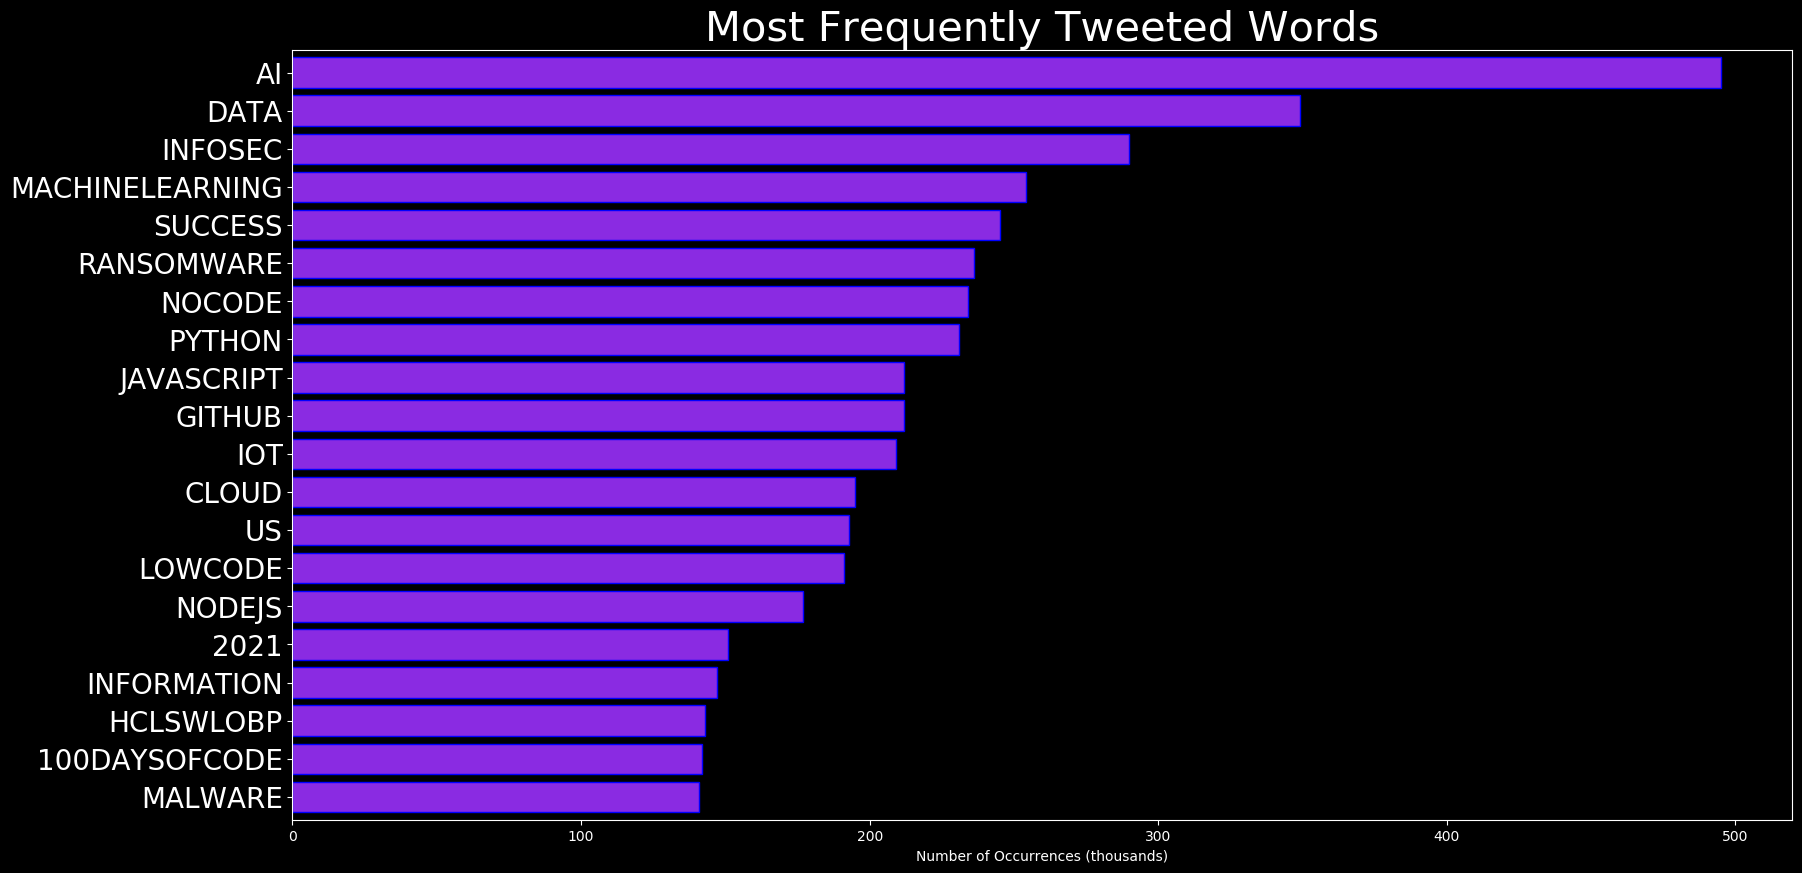 Most Frequently Tweeted Words
AI
DATA
INFOSEC
MACHINELEARNING
SUCCESS
RANSOMWARE
NOCODE
PYTHON
JAVASCRIPT
GITHUB
IOT
CLOUD
US
LOWCODE
NODEJS
2021
INFORMATION
HCLSWLOBP
100DAYSOFCODE
MALWARE
0 100 200 300 400 500
Number of Occurrences (thousands)